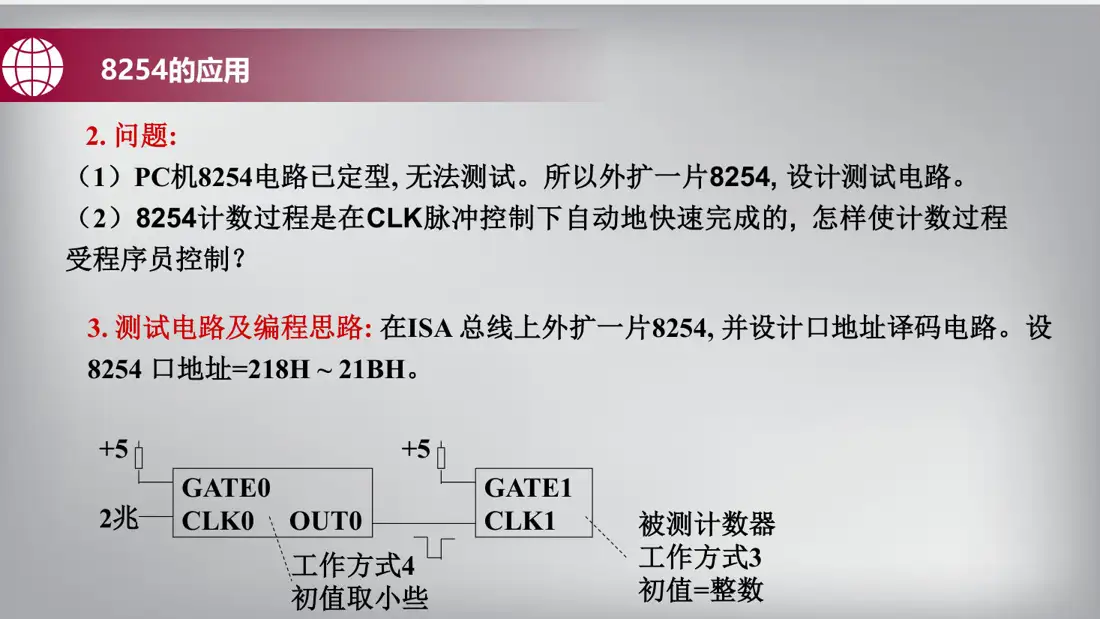 8254的应用
2. 问题:
（1）PC机8254电路已定型, 无法测试。所以外扩一片8254, 设计测试电路。
（2）8254计数过程是在CLK脉冲控制下自动地快速完成的, 怎样使计数过程
受程序员控制？
3. 测试电路及编程思路: 在ISA 总线上外扩一片8254, 并设计口地址译码电路。设
8254 口地址=218H ~ 21BH。
+5
+5
GATE0
GATE1
2兆
CLK0 OUT0
CLK1
被测计数器
工作方式3
初值=整数
工作方式4
初值取小些